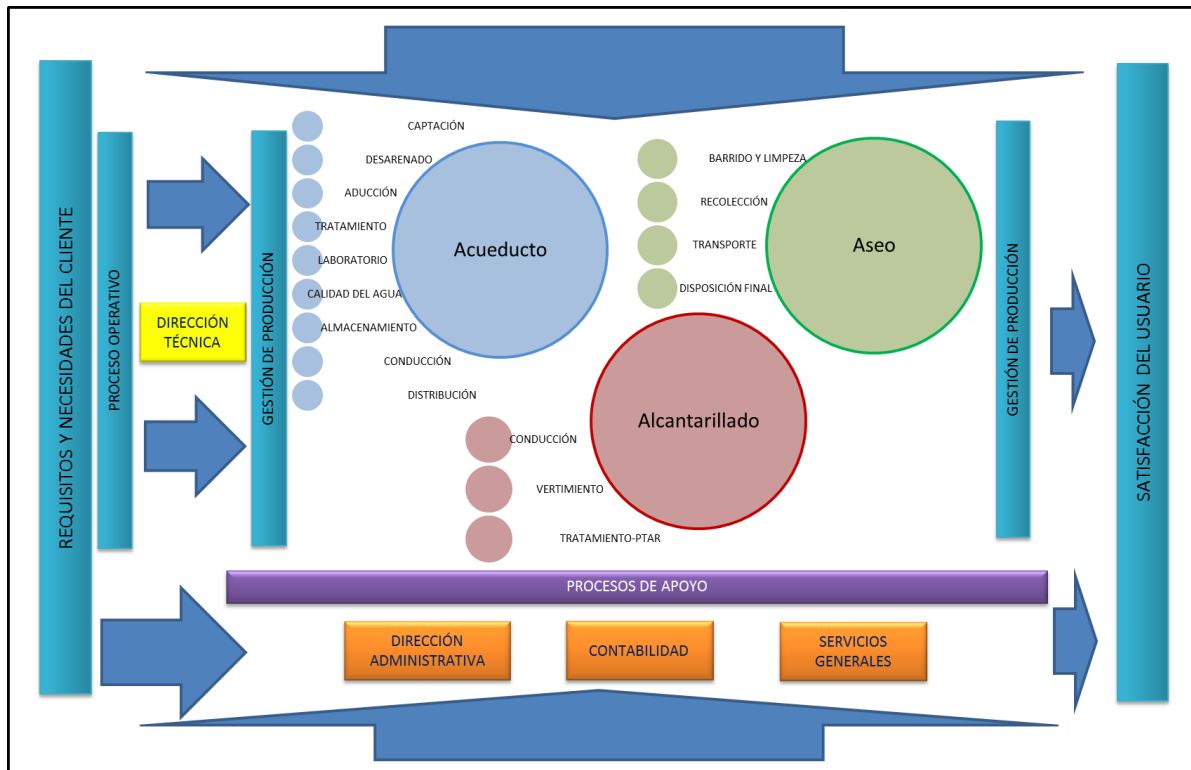 REQUISITOS Y NECESIDADES DEL CLIENTE
PROCESO OPERATIVO
DIRECCIÓN
TÉCNICA
GESTIÓN DE PRODUCCIÓN
CAPTACIÓN
DESARENADO
ADUCCIÓN
TRATAMIENTO
LABORATORIO
CALIDAD DEL AGUA
ALMACENAMIENTO
CONDUCCIÓN
DISTRIBUCIÓN
Acueducto
BARRIDO Y LIMPEZA
RECOLECCIÓN
TRANSPORTE
DISPOSICIÓN FINAL
Aseo
CONDUCCIÓN
VERTIMIENTO
TRATAMIENTO-PTAR
Alcantarillado
GESTIÓN DE PRODUCCIÓN
SATISFACCIÓN DEL USUARIO
PROCESOS DE APOYO
DIRECCIÓN
ADMINISTRATIVA
CONTABILIDAD
SERVICIOS
GENERALES